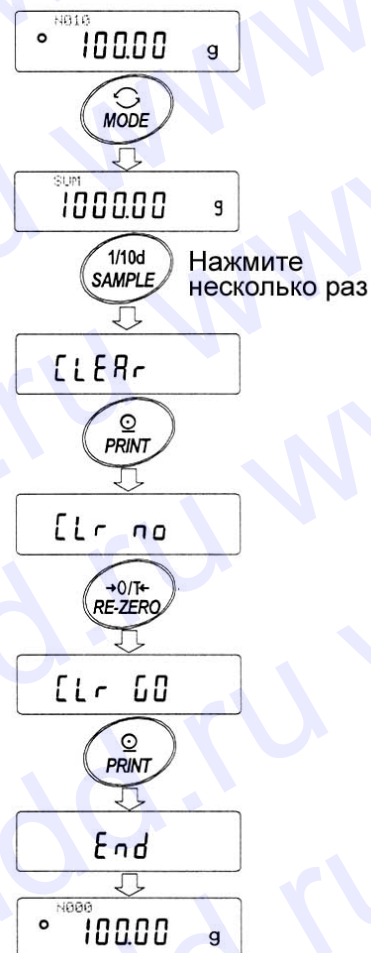 N010
100.00 g
MODE
SUM
1000.00 g
1/10d
SAMPLE
Нажмите
несколько раз
CLEAr
PRINT
CLr no
→0/T←
RE-ZERO
CLr GO
PRINT
End
N000
100.00 g